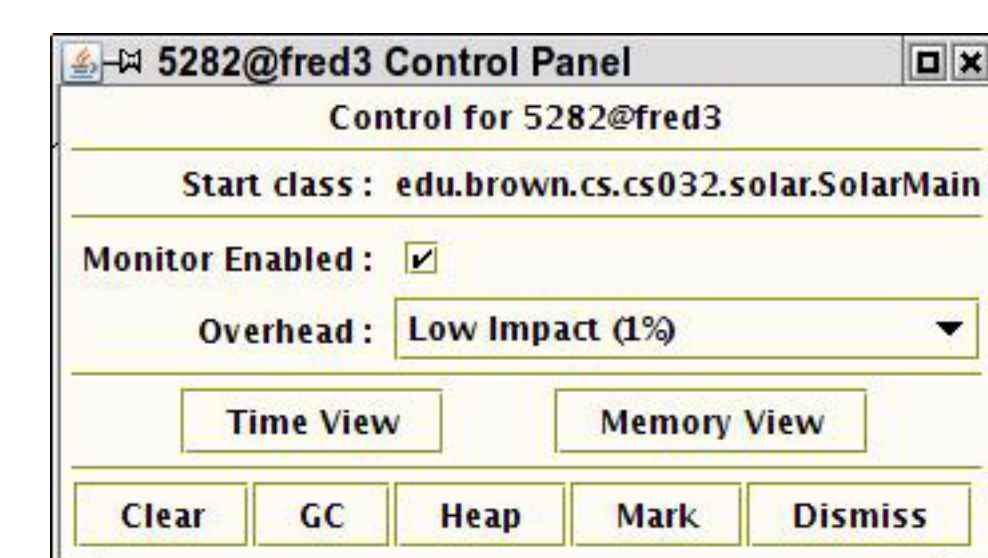 5282@fred3 Control Panel
Control for 5282@fred3
Start class : edu.brown.cs.cs032.solar.SolarMain
Monitor Enabled :
Overhead : Low Impact (1%)
Time View Memory View
Clear GC Heap Mark Dismiss